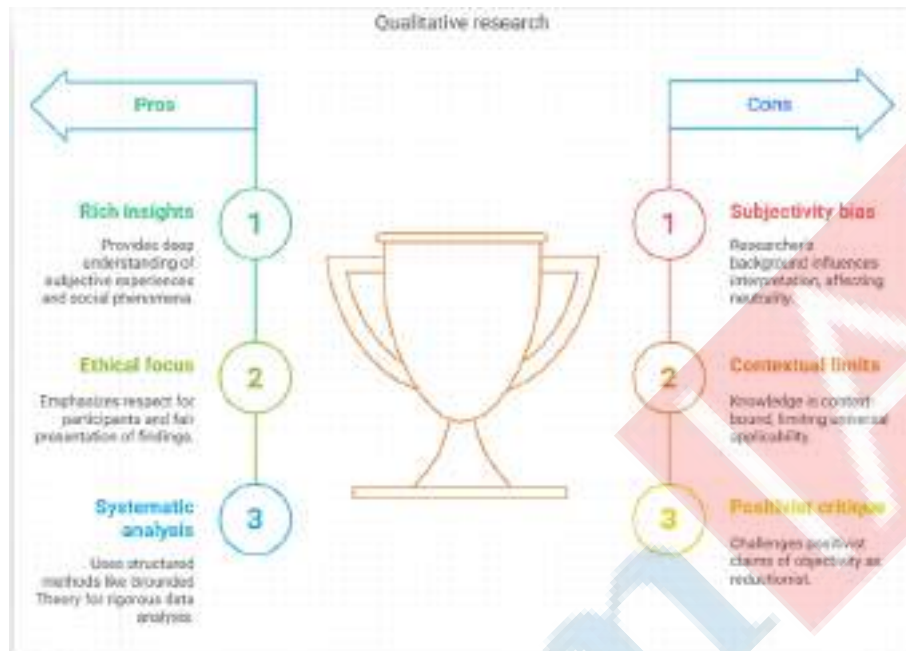 Qualitative research
Pros
Cons
1
Rich insights
Provides deep
understanding of
subjective experiences
and social phenomena.
2
Ethical focus
Emphasizes respect for
participants and fair
presentation of findings.
3
Systematic
analysis
Uses structured
methods like Grounded
Theory for rigorous data
analysis.
1
Subjectivity bias
Researcher's
background influences
interpretation, affecting
neutrality.
2
Contextual limits
Knowledge is context-
bound, limiting universal
applicability.
3
Positivist critique
Challenges positivist
claims of objectivity as
reductionist.